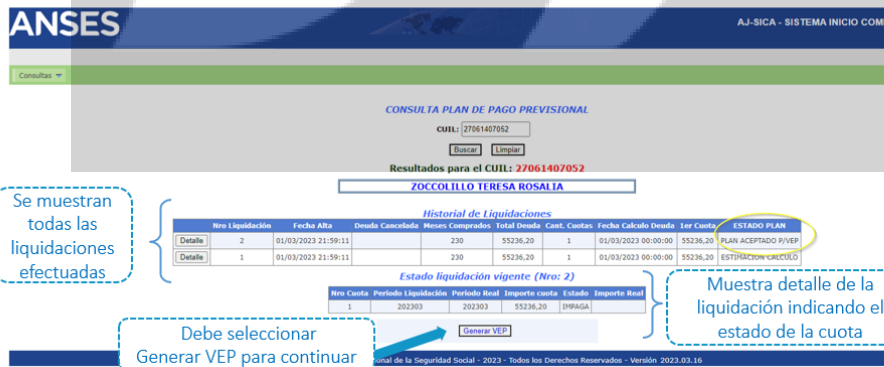 ANSES
AJ-SICA - SISTEMA INICIO COM
Consultas
CONSULTA PLAN DE PAGO PREVISIONAL
CUIL: 27061407052
Buscar Limpiar
Resultados para el CUIL: 27061407052
ZOCCOLILLO TERESA ROSALIA
Se muestran
todas las
liquidaciones
efectuadas
Historial de Liquidaciones
Nro Liquidación Fecha Alta Deuda Cancelada Meses Comprados Total Deuda Cant. Cuotas Fecha Calculo Deuda 1er Cuota ESTADO PLAN
Detalle 2 01/03/2023 21:59:11 230 55236,20 1 01/03/2023 00:00:00 55236,20 PLAN ACEPTADO P/VEP
Detalle 1 01/03/2023 21:59:11 230 55236,20 1 01/03/2023 00:00:00 55236,20 ESTIMACION CALCULO
Estado liquidación vigente (Nro: 2)
Nro Cuota Periodo Liquidación Periodo Real Importe cuota Estado Importe Real
1 202303 202303 55236,20 IMPAGA
Muestra detalle de la
liquidación indicando el
estado de la cuota
Generar VEP
Debe seleccionar
Generar VEP para continuar
onal de la Seguridad Social - 2023 - Todos los Derechos Reservados - Versión 2023.03.16